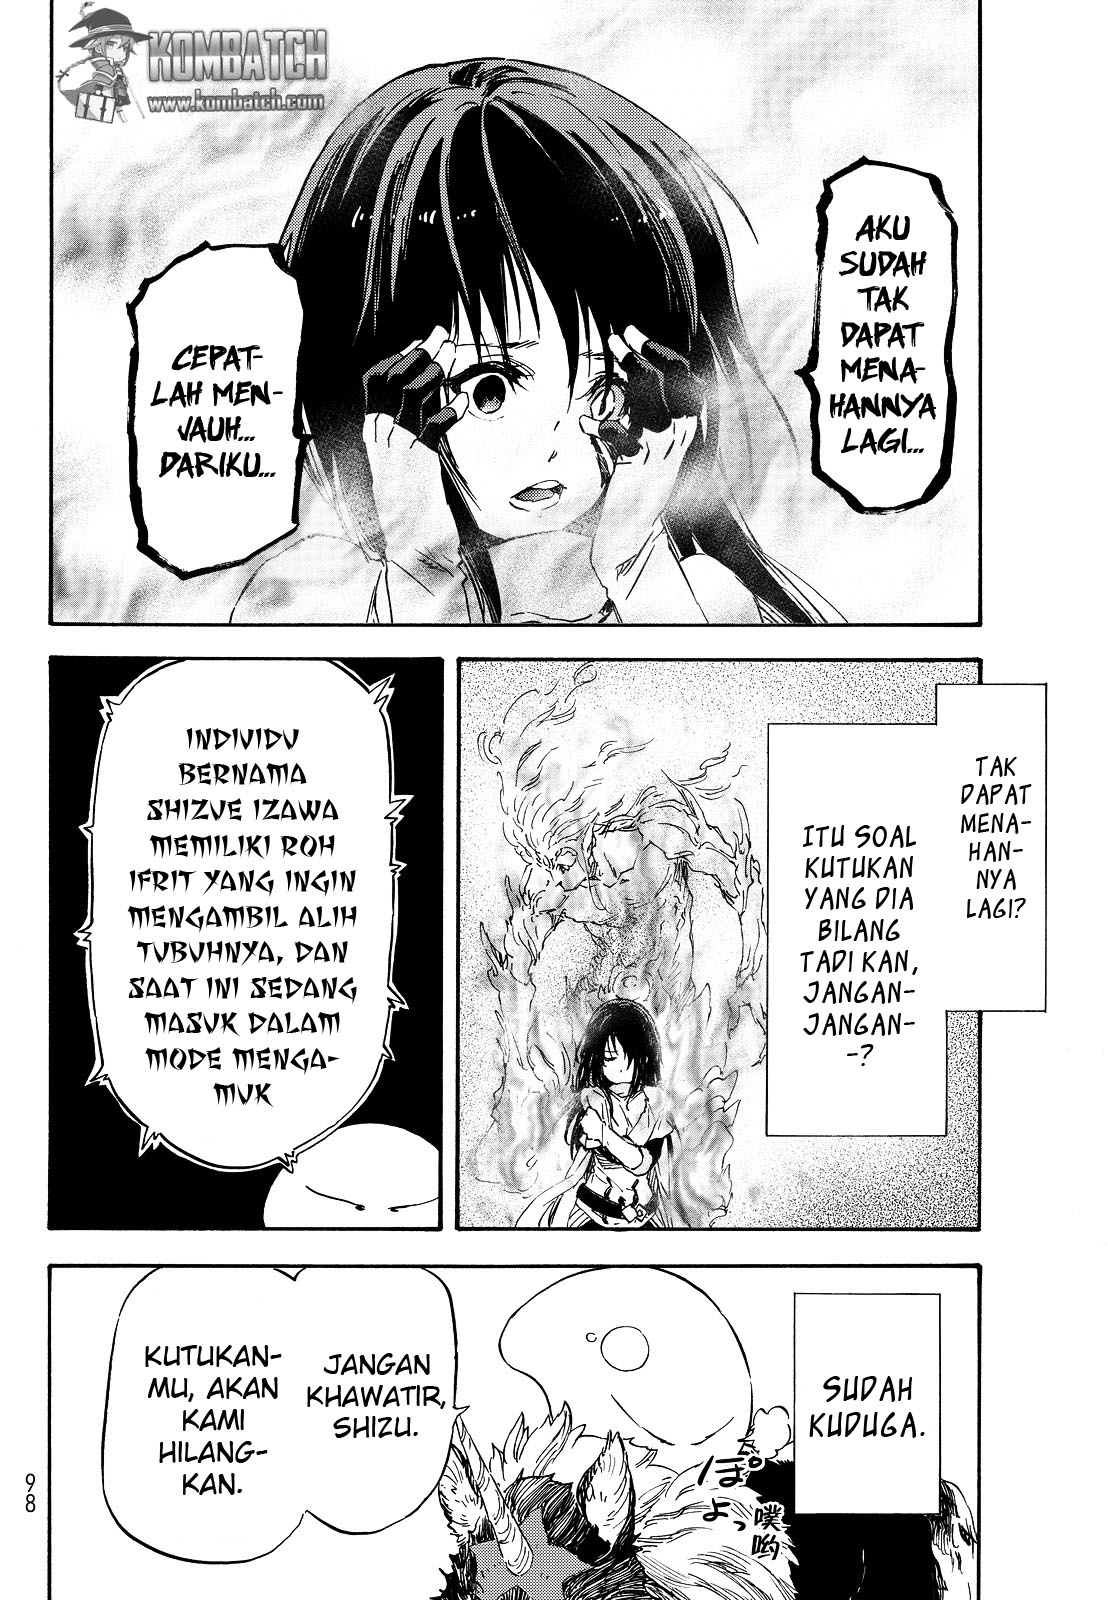 KOMBATCH
www.kombatch.com
AKU
SUDAH
TAK
DAPAT
MENA-
HANNYA
LAGI...
CEPAT-
LAH MEN-
JAUH...
DARIKU...
TAK
DAPAT
MENA-
HAN-
NYA
LAGI?
ITU SOAL
KUTUKAN
YANG DIA
BILANG
TADI KAN,
JANGAN-
JANGAN-
-?
INDIVIDU
BERNAMA
SHIZUE IZAWA
MEMILIKI ROH
IFRIT YANG INGIN
MENGAMBIL ALIH
TUBUHNYA, DAN
SAAT INI SEDANG
MASUK DALAM
MODE MENGA-
MUK
SUDAH
KUDUGA.
JANGAN
KHAWATIR,
SHIZU.
KUTUKAN-
MU, AKAN
KAMI
HILANG-
KAN.
ぽよっ
噗哟
98